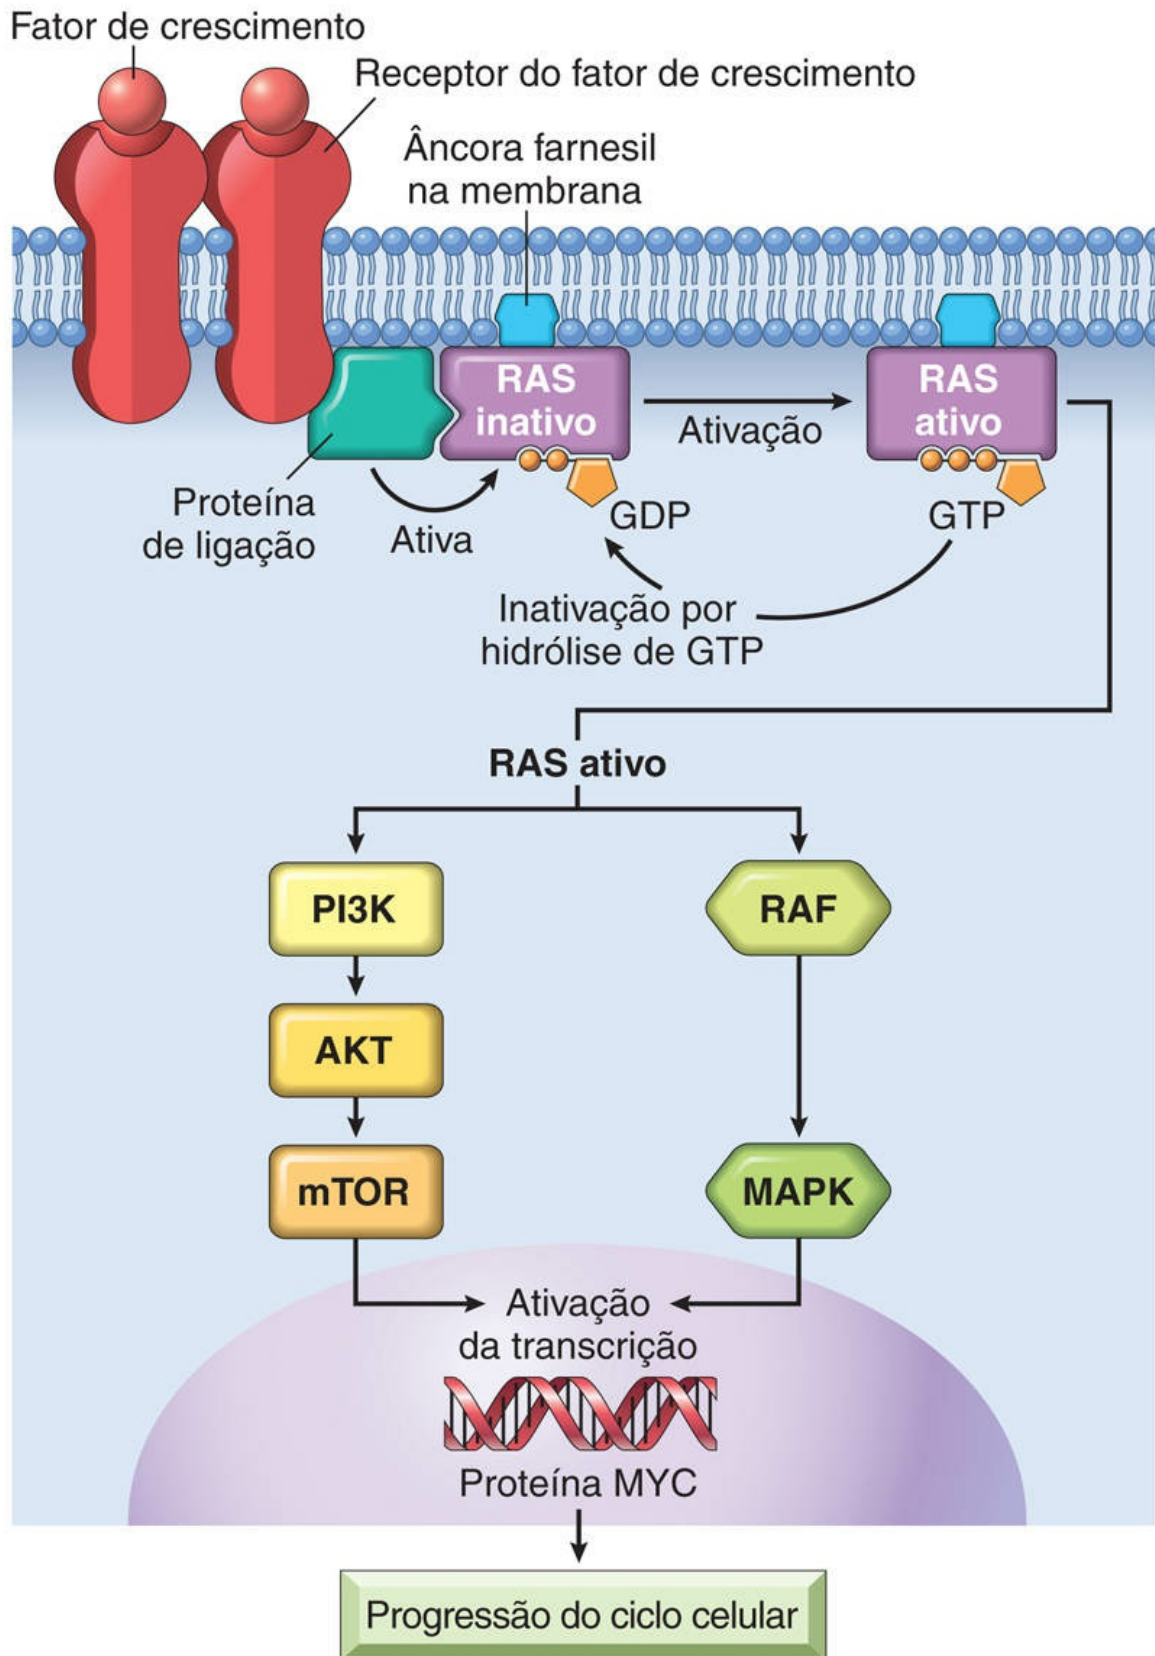 Fator de crescimento
Receptor do fator de crescimento
Âncora farnesil
na membrana
RAS
inativo
Ativação
RAS
ativo
Proteína
de ligação
Ativa
GDP
GTP
Inativação por
hidrólise de GTP
RAS ativo
PI3K
RAF
AKT
mTOR
MAPK
Ativação
da transcrição
Proteína MYC
Progressão do ciclo celular